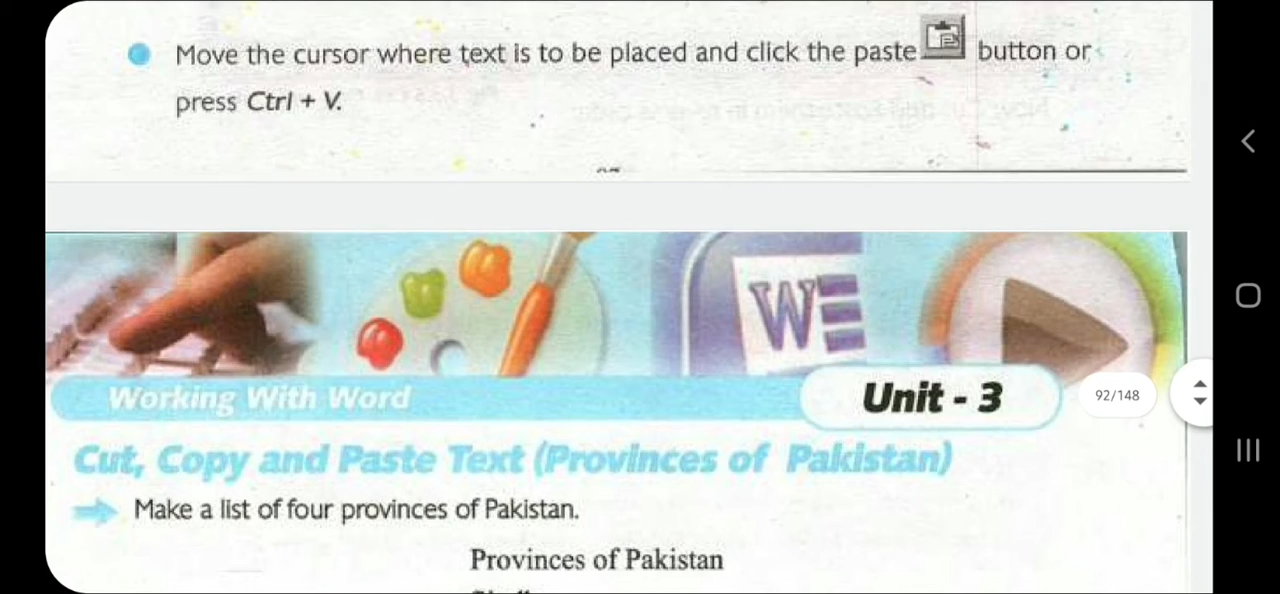 Move the cursor where text is to be placed and click the paste button or
press Ctrl + V.
W
Working With Word
Unit - 3
92/148
Cut, Copy and Paste Text (Provinces of Pakistan)
Make a list of four provinces of Pakistan.
Provinces of Pakistan